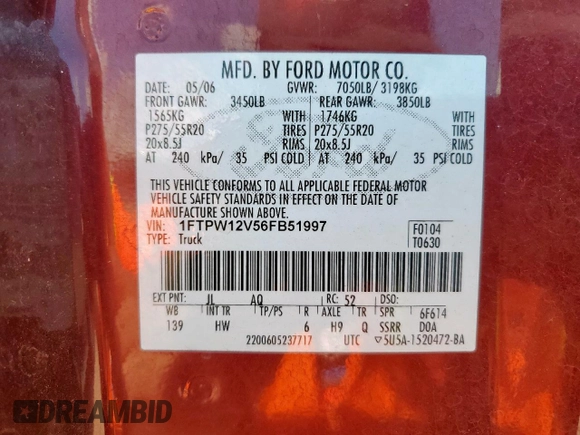 MFD. BY FORD MOTOR CO.
DATE: 05/06 GVWR: 7050LB/ 3198KG
FRONT GAWR: 3450LB REAR GAWR: 3850LB
1565KG WITH 1746KG WITH
P275/55R20 TIRES P275/55R20 TIRES
20x8.5J RIMS 20x8.5J RIMS
AT 240 kPa/ 35 PSI COLD AT 240 kPa/ 35 PSI COLD
THIS VEHICLE CONFORMS TO ALL APPLICABLE FEDERAL MOTOR
VEHICLE SAFETY STANDARDS IN EFFECT ON THE DATE OF
MANUFACTURE SHOWN ABOVE.
VIN: 1FTPW12V56FB51997 F0104
TYPE: Truck T0630
EXT PNT: JL AQ RC: 52 DSO:
WB INT TR TP/PS R AXLE TR SPR 6F614
139 HW 6 H9 Q SSRR DOA
2200605237717 UTC 5U5A-1520472-BA
Ford
DREAMBID